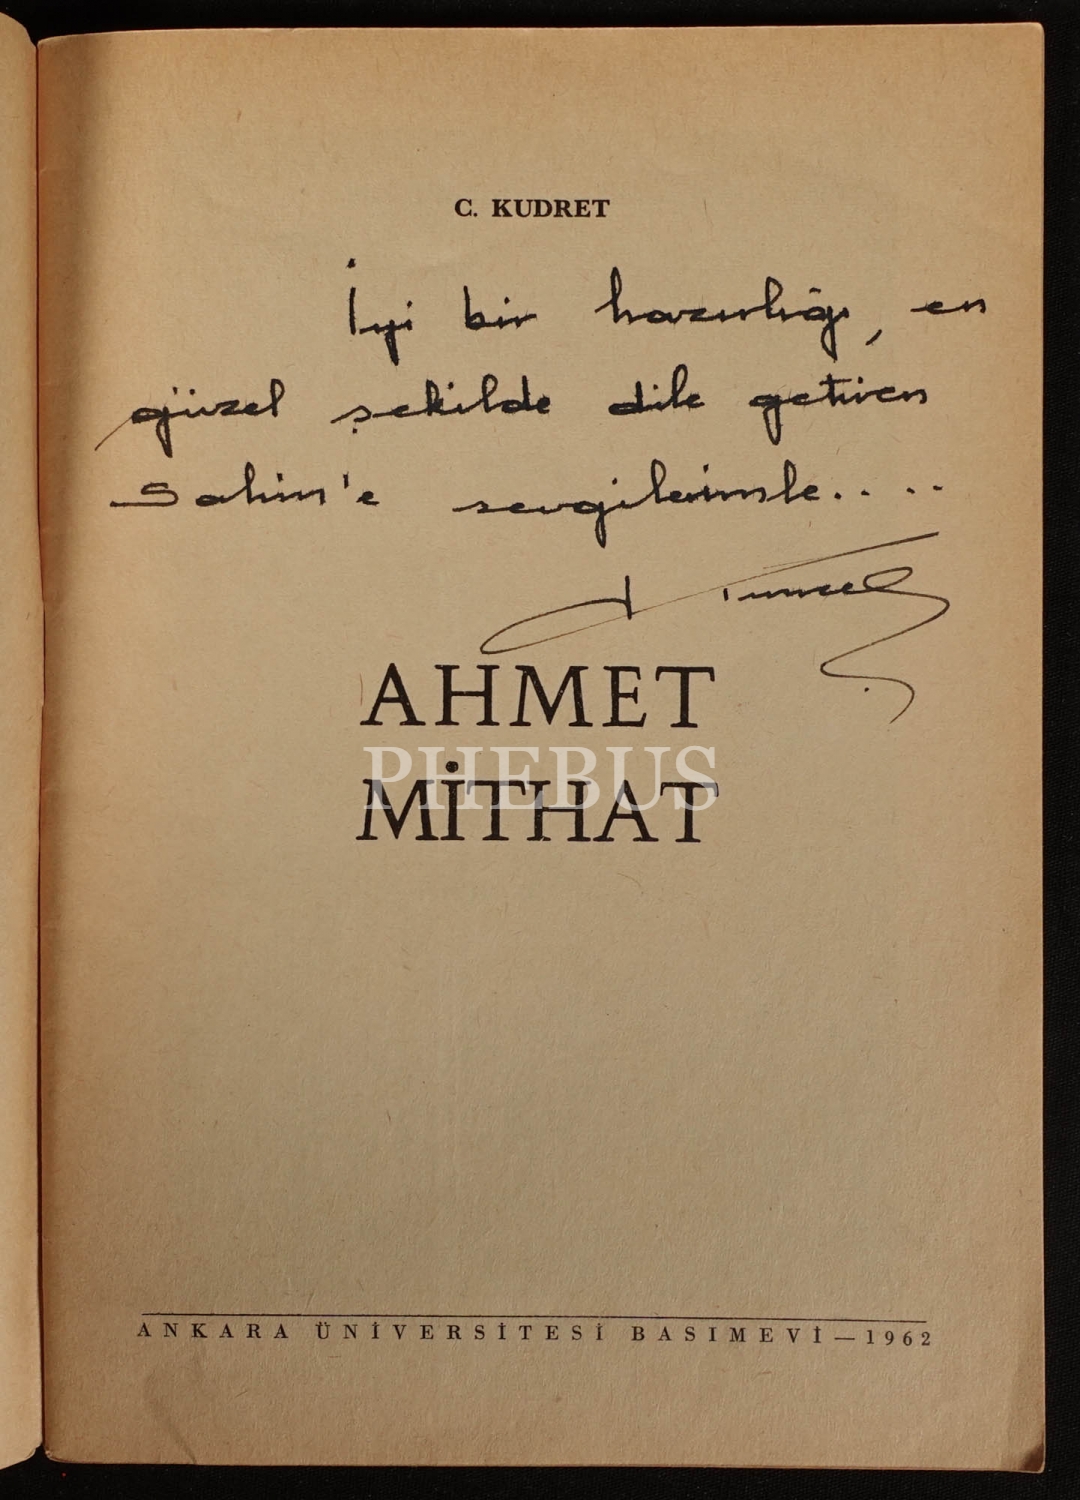 C. KUDRET
İyi bir hazırlığı, en
güzel şekilde dile getiren
Sahin'e sevgilerimle....
AHMET
PHEBUS
MİTHAT
ANKARA ÜNİVERSİTESİ BASIMEVİ—1962